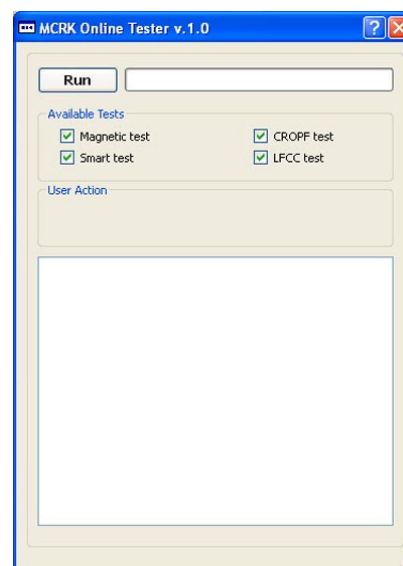 MCRK Online Tester v.1.0
Run
Available Tests
Magnetic test
CROPF test
Smart test
LFCC test
User Action